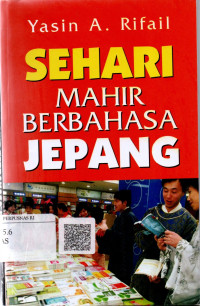 Yasin A. Rifail
SEHARI
MAHIR
BERBAHASA
JEPANG